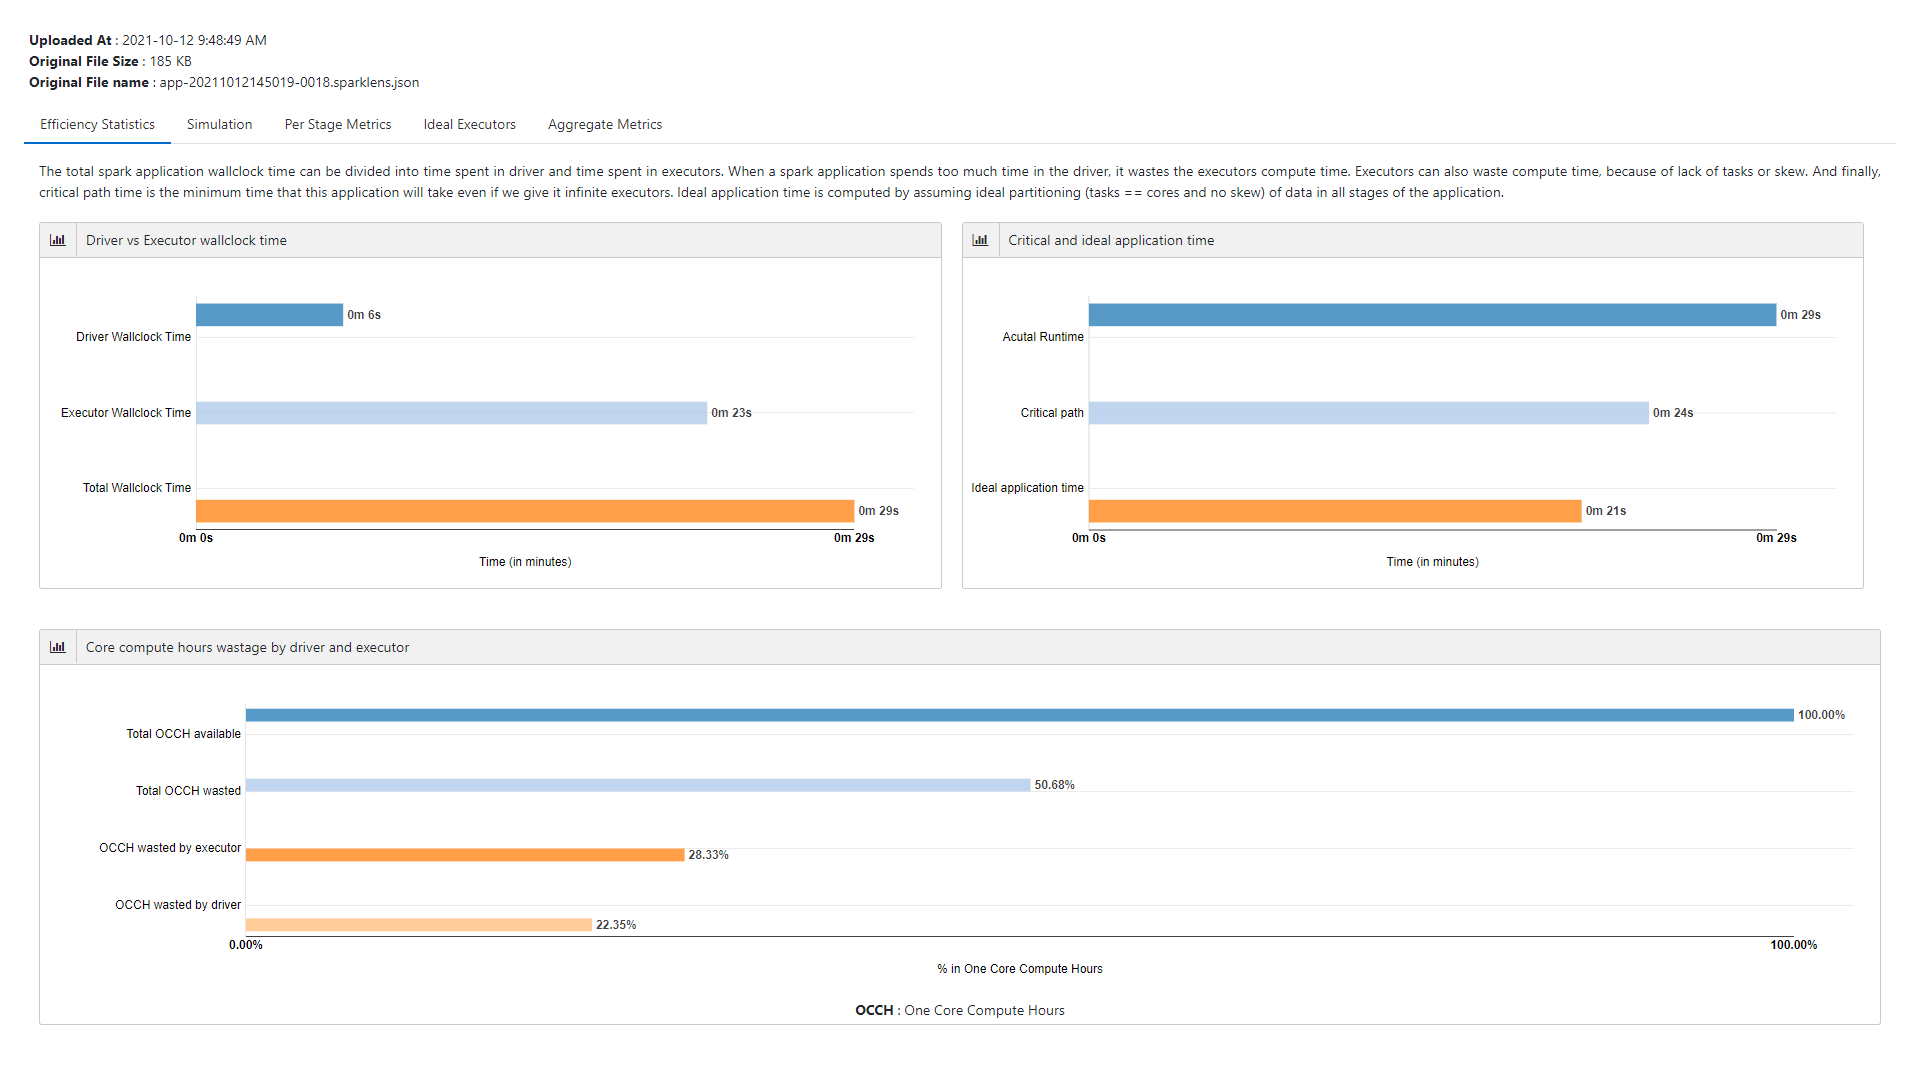 Uploaded At : 2021-10-12 9:48:49 AM
Original File Size : 185 KB
Original File name : app-20211012145019-0018.sparklens.json
Efficiency Statistics Simulation Per Stage Metrics Ideal Executors Aggregate Metrics
The total spark application wallclock time can be divided into time spent in driver and time spent in executors. When a spark application spends too much time in the driver, it wastes the executors compute time. Executors can also waste compute time, because of lack of tasks or skew. And finally,
critical path time is the minimum time that this application will take even if we give it infinite executors. Ideal application time is computed by assuming ideal partitioning (tasks == cores and no skew) of data in all stages of the application.
Driver vs Executor wallclock time
0m 6s
Driver Wallclock Time
Executor Wallclock Time 0m 23s
Total Wallclock Time
0m 29s
0m 0s 0m 29s
Time (in minutes)
Critical and ideal application time
0m 29s
Acutal Runtime
Critical path 0m 24s
Ideal application time
0m 21s
0m 0s 0m 29s
Time (in minutes)
Core compute hours wastage by driver and executor
100.00%
Total OCCH available
Total OCCH wasted 50.68%
OCCH wasted by executor 28.33%
OCCH wasted by driver
22.35%
0.00% 100.00%
% in One Core Compute Hours
OCCH : One Core Compute Hours